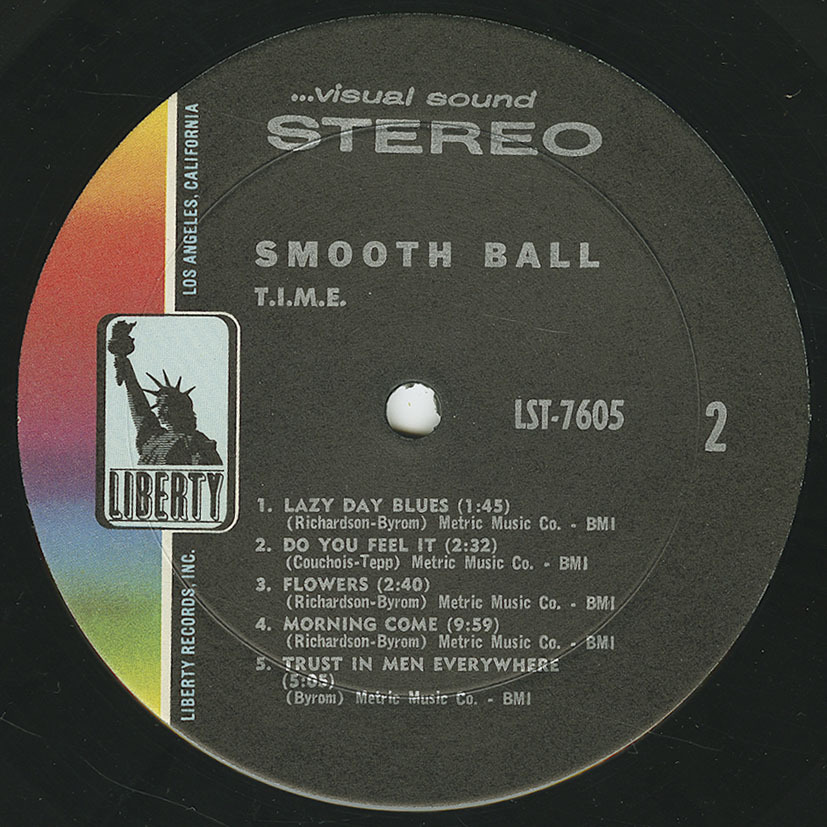 ...visual sound
STEREO
LOS ANGELES, CALIFORNIA
SMOOTH BALL
T.I.M.E.
LST-7605
2
LIBERTY
LIBERTY RECORDS, INC.
1. LAZY DAY BLUES (1:45)
(Richardson-Byrom) Metric Music Co. - BMI
2. DO YOU FEEL IT (2:32)
(Couchois-Tepp) Metric Music Co. - BMI
3. FLOWERS (2:40)
(Richardson-Byrom) Metric Music Co. - BMI
4. MORNING COME (9:59)
(Richardson-Byrom) Metric Music Co. - BMI
5. TRUST IN MEN EVERYWHERE
(5:05)
(Byrom) Metric Music Co. - BMI